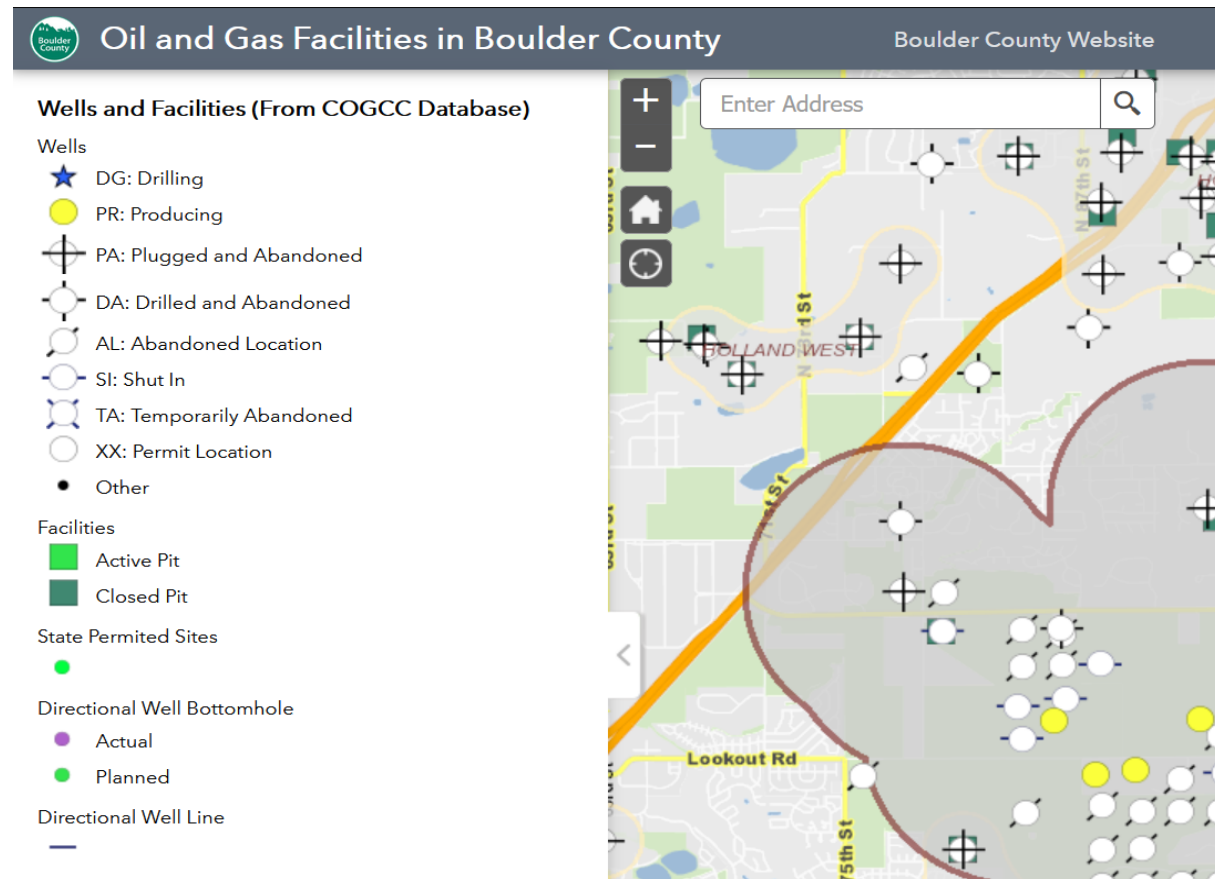 Boulder
County
Oil and Gas Facilities in Boulder County
Boulder County Website
Wells and Facilities (From COGCC Database)
Wells
DG: Drilling
PR: Producing
PA: Plugged and Abandoned
DA: Drilled and Abandoned
AL: Abandoned Location
SI: Shut In
TA: Temporarily Abandoned
XX: Permit Location
Other
Facilities
Active Pit
Closed Pit
State Permited Sites
Directional Well Bottomhole
Actual
Planned
Directional Well Line
+
−
Enter Address
N 87th St
N 73rd St
HOLLAND WEST
71st St
Lookout Rd
75th St